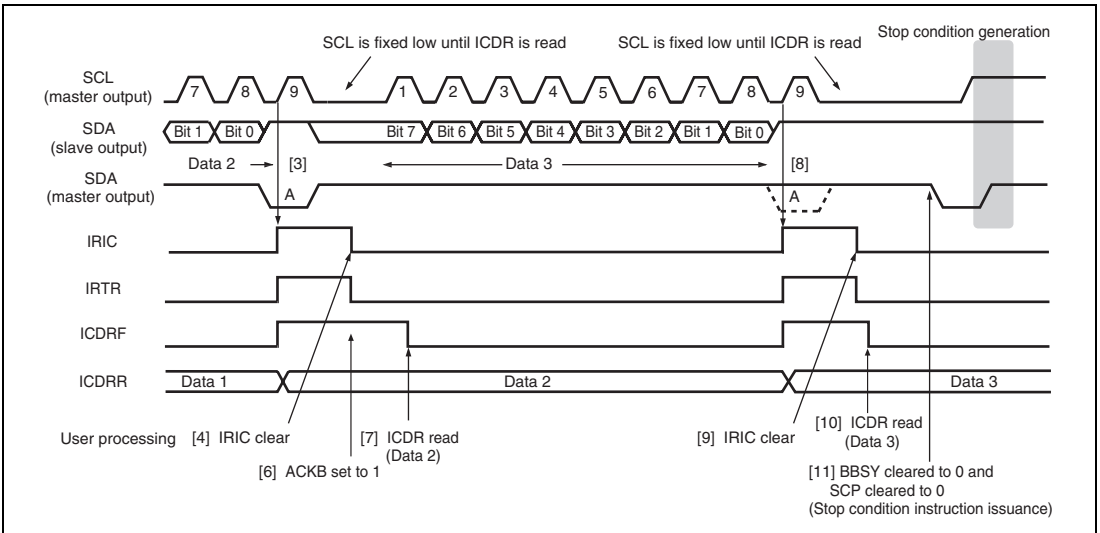 Stop condition generation
SCL is fixed low until ICDR is read
SCL is fixed low until ICDR is read
SCL
(master output)
7 8 9 1 2 3 4 5 6 7 8 9
SDA
(slave output)
Bit 1 Bit 0 Bit 7 Bit 6 Bit 5 Bit 4 Bit 3 Bit 2 Bit 1 Bit 0
Data 2 [3] Data 3 [8]
SDA
(master output)
A A
IRIC
IRTR
ICDRF
ICDRR
Data 1 Data 2 Data 3
User processing
[4] IRIC clear
[6] ACKB set to 1
[7] ICDR read
(Data 2)
[9] IRIC clear
[10] ICDR read
(Data 3)
[11] BBSY cleared to 0 and
SCP cleared to 0
(Stop condition instruction issuance)